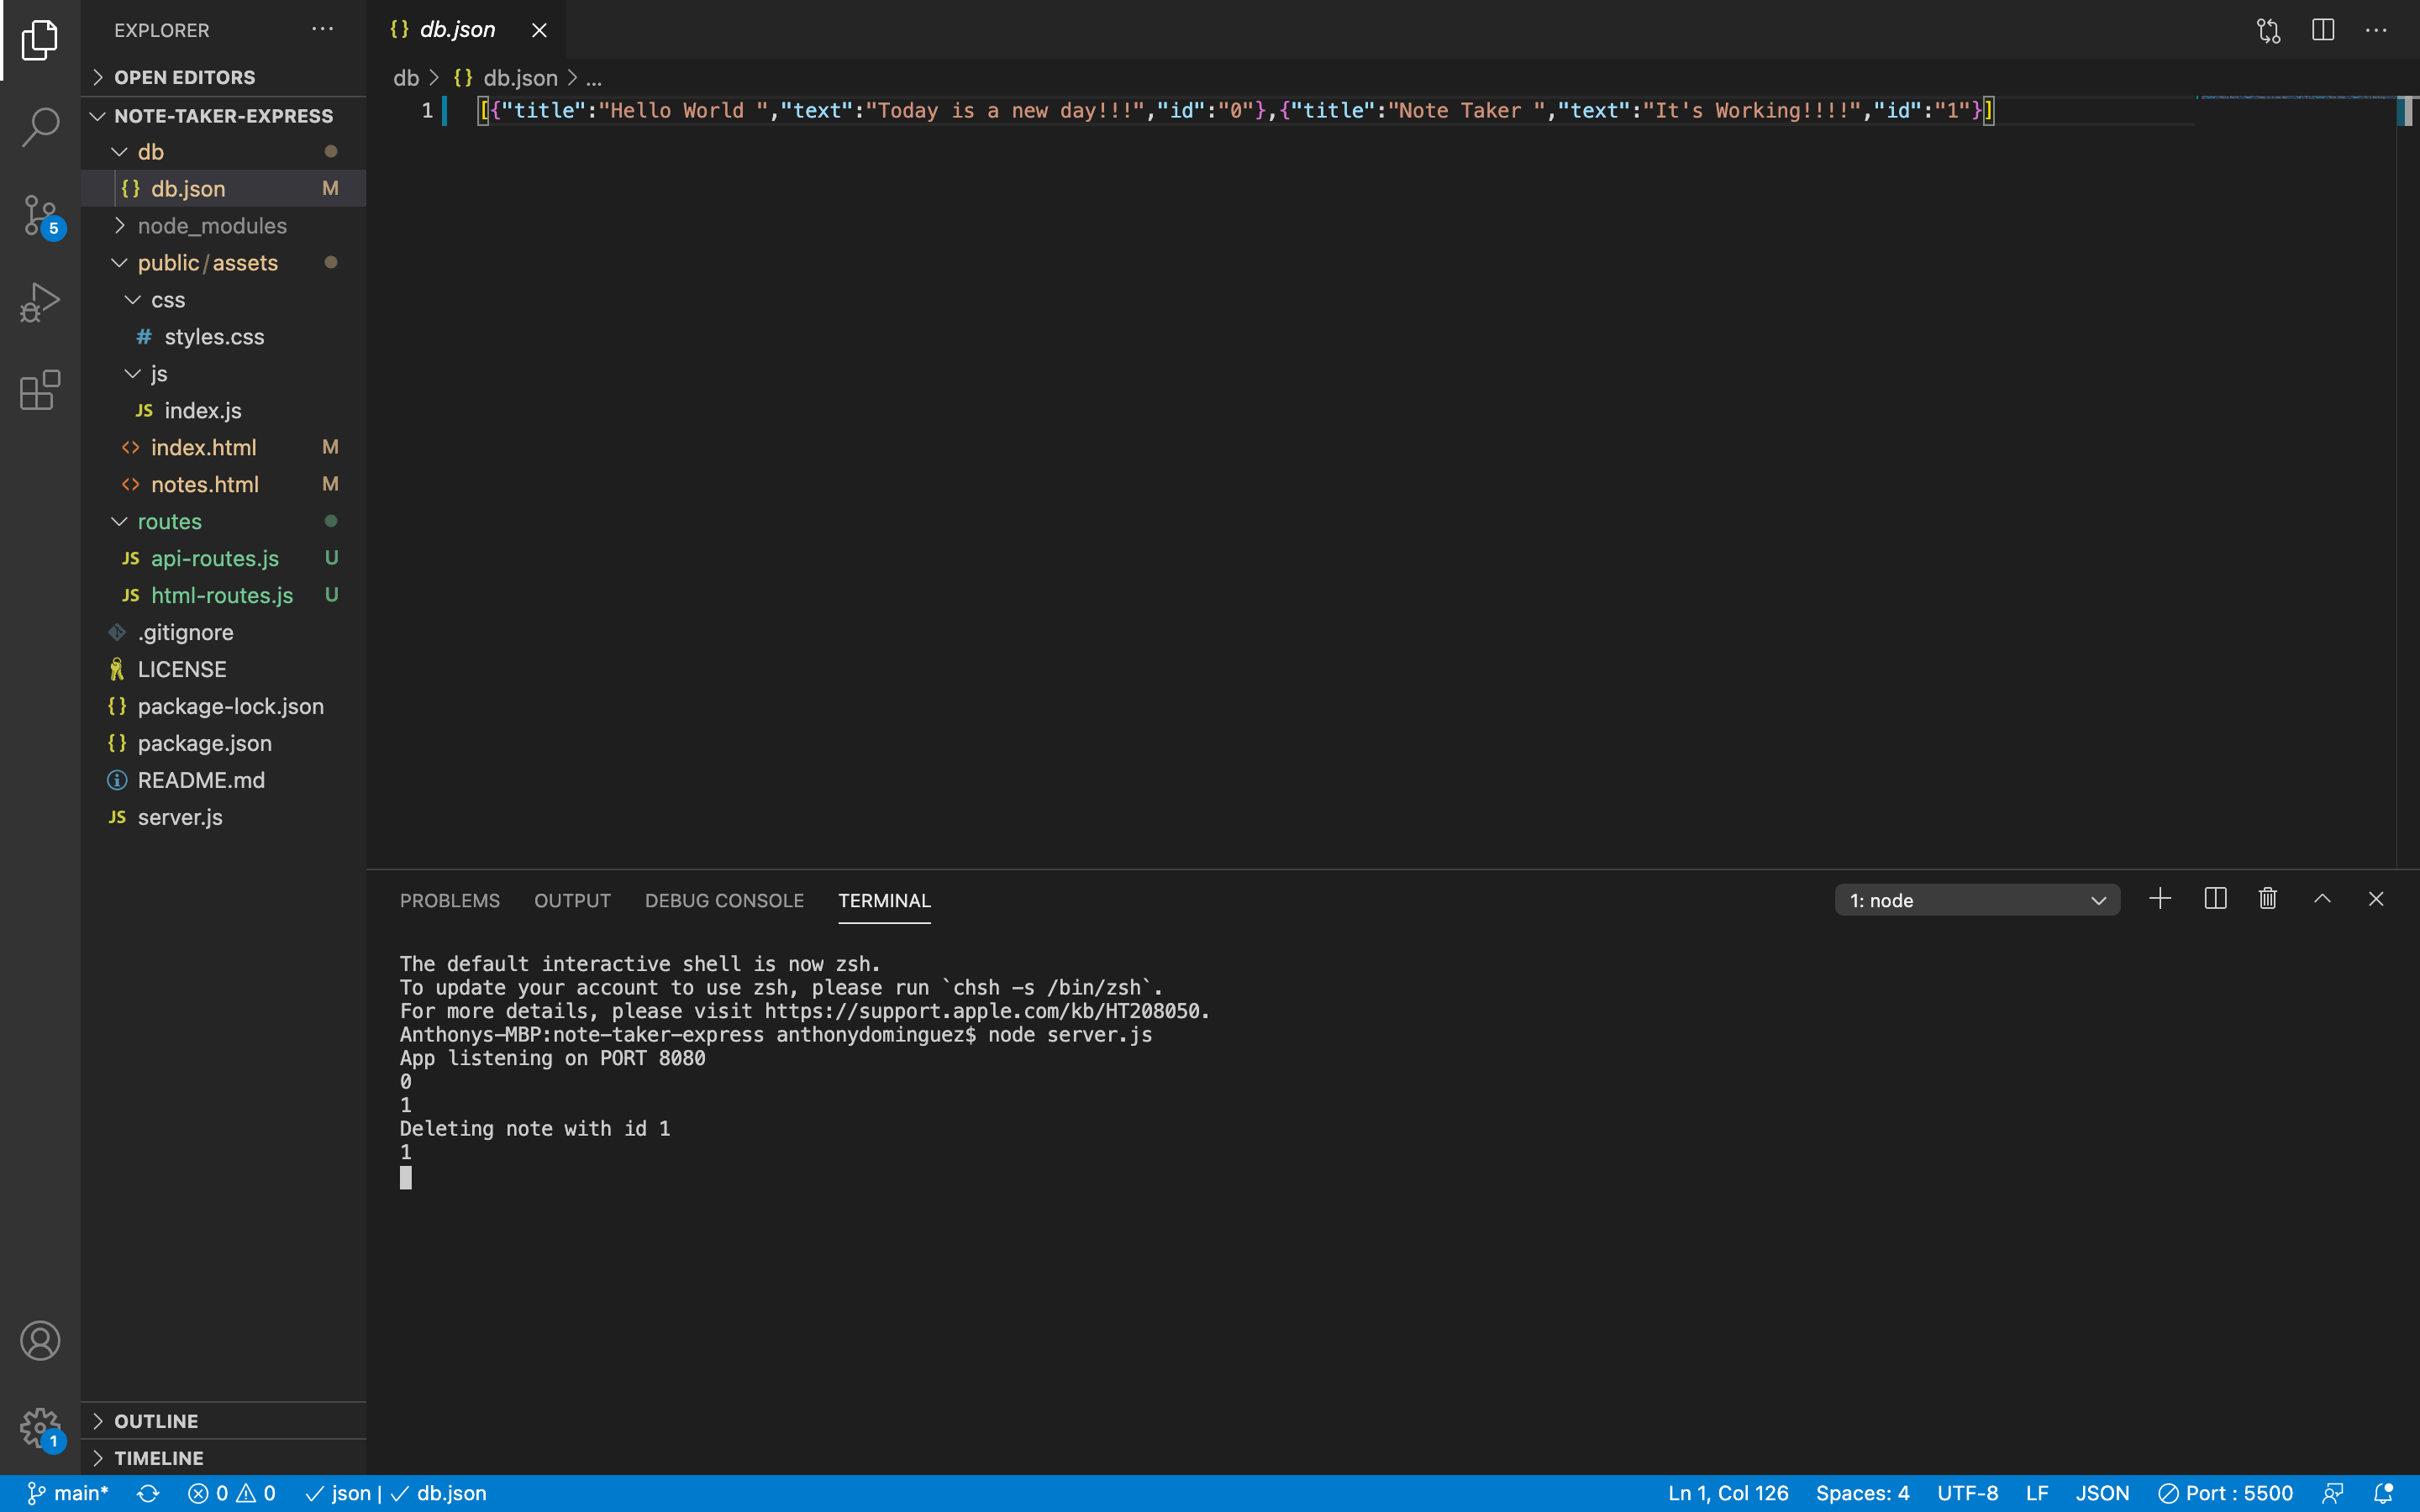 EXPLORER
OPEN EDITORS
NOTE-TAKER-EXPRESS
db
db.json M
node_modules
public/assets
css
styles.css
js
index.js
index.html M
notes.html M
routes
api-routes.js U
html-routes.js U
.gitignore
LICENSE
package-lock.json
package.json
README.md
server.js
OUTLINE
TIMELINE
5
1
db.json
db > {} db.json > ...
1 [{"title":"Hello World ","text":"Today is a new day!!!","id":"0"},{"title":"Note Taker ","text":"It's Working!!!!","id":"1"}]
PROBLEMS OUTPUT DEBUG CONSOLE TERMINAL 1: node
The default interactive shell is now zsh.
To update your account to use zsh, please run `chsh -s /bin/zsh`.
For more details, please visit https://support.apple.com/kb/HT208050.
Anthonys-MBP:note-taker-express anthonydominguez$ node server.js
App listening on PORT 8080
0
1
Deleting note with id 1
1
main* 0 0 json | db.json Ln 1, Col 126 Spaces: 4 UTF-8 LF JSON Port : 5500